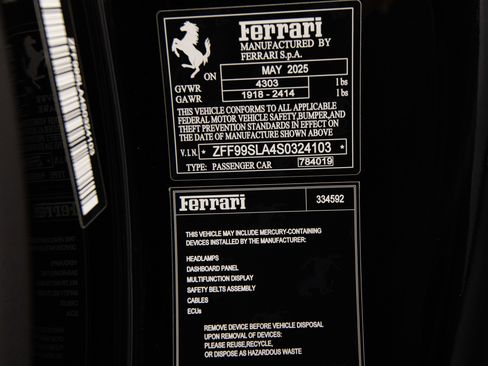 Ferrari
MANUFACTURED BY
FERRARI S.p.A.
ON MAY 2025
GVWR 4303 lbs
GAWR 1918 - 2414 lbs
THIS VEHICLE CONFORMS TO ALL APPLICABLE
FEDERAL MOTOR VEHICLE SAFETY,BUMPER,AND
THEFT PREVENTION STANDARDS IN EFFECT ON
THE DATE OF MANUFACTURE SHOWN ABOVE
V.I.N. * ZFF99SLA4S0324103 *
TYPE: PASSENGER CAR 784019
Ferrari 334592
THIS VEHICLE MAY INCLUDE MERCURY-CONTAINING
DEVICES INSTALLED BY THE MANUFACTURER:
HEADLAMPS
DASHBOARD PANEL
MULTIFUNCTION DISPLAY
SAFETY BELTS ASSEMBLY
CABLES
ECUs
REMOVE DEVICE BEFORE VEHICLE DISPOSAL
UPON REMOVAL OF DEVICES:
PLEASE REUSE,RECYCLE,
OR DISPOSE AS HAZARDOUS WASTE